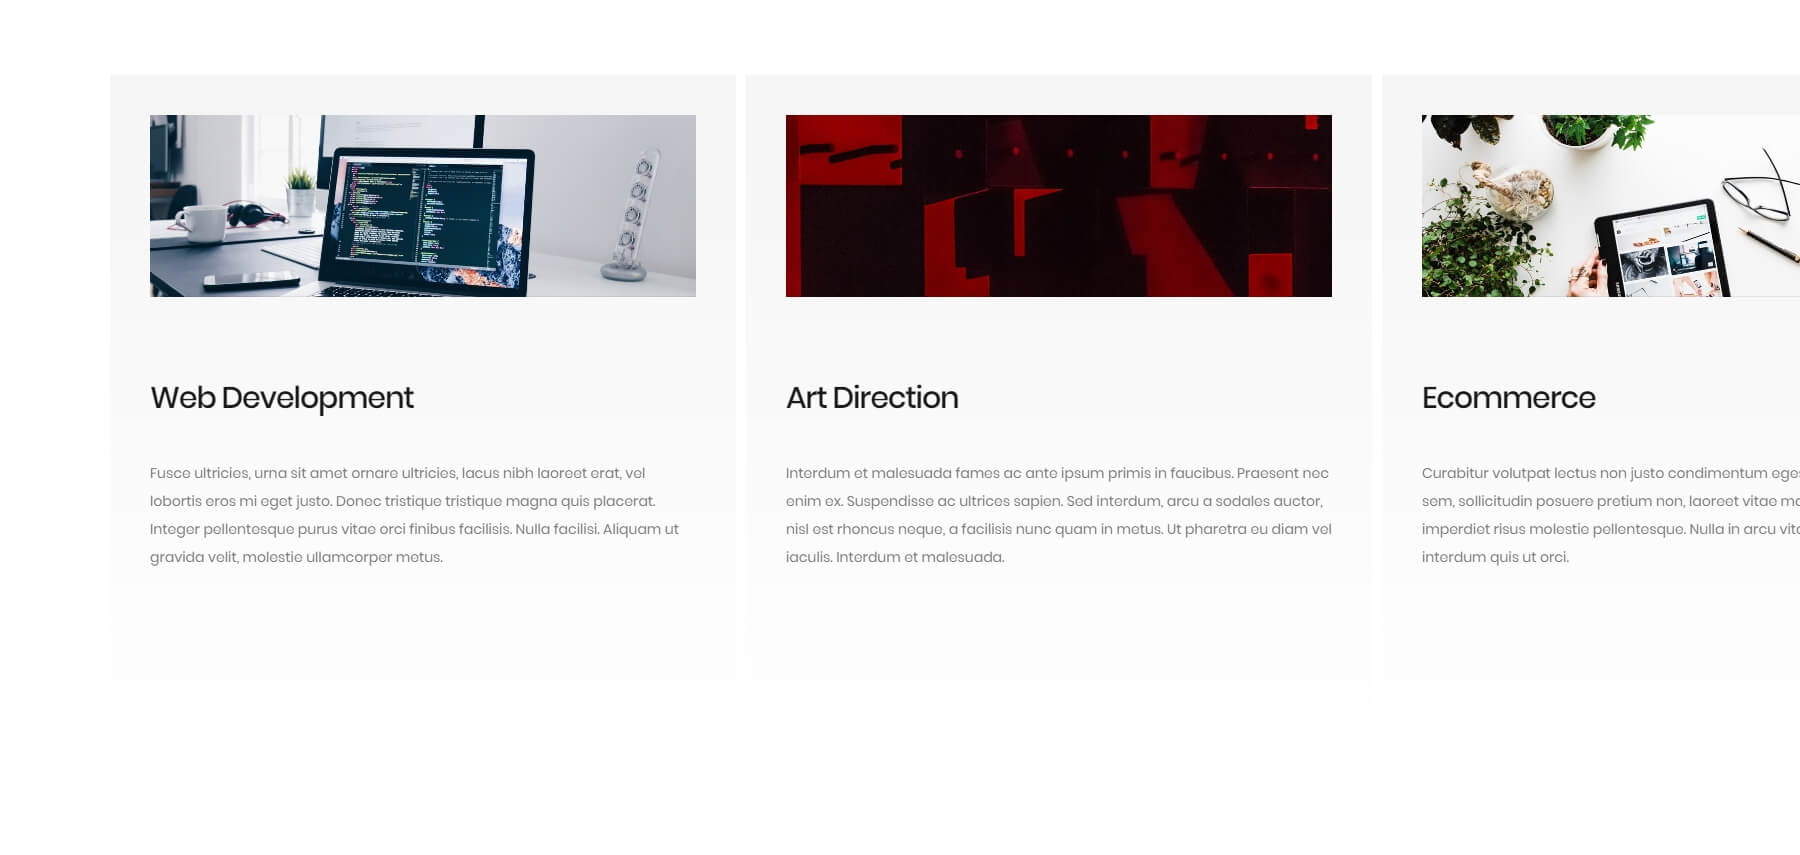 Web Development
Fusce ultricies, urna sit amet ornare ultricies, lacus nibh laoreet erat, vel
lobortis eros mi eget justo. Donec tristique tristique magna quis placerat.
Integer pellentesque purus vitae orci finibus facilisis. Nulla facilisi. Aliquam ut
gravida velit, molestie ullamcorper metus.
Art Direction
Interdum et malesuada fames ac ante ipsum primis in faucibus. Praesent nec
enim ex. Suspendisse ac ultrices sapien. Sed interdum, arcu a sodales auctor,
nisl est rhoncus neque, a facilisis nunc quam in metus. Ut pharetra eu diam vel
iaculis. Interdum et malesuada.
Ecommerce
Curabitur volutpat lectus non justo condimentum
sem, sollicitudin posuere pretium non, laoreet vitae
imperdiet risus molestie pellentesque. Nulla in arcu
interdum quis ut orci.